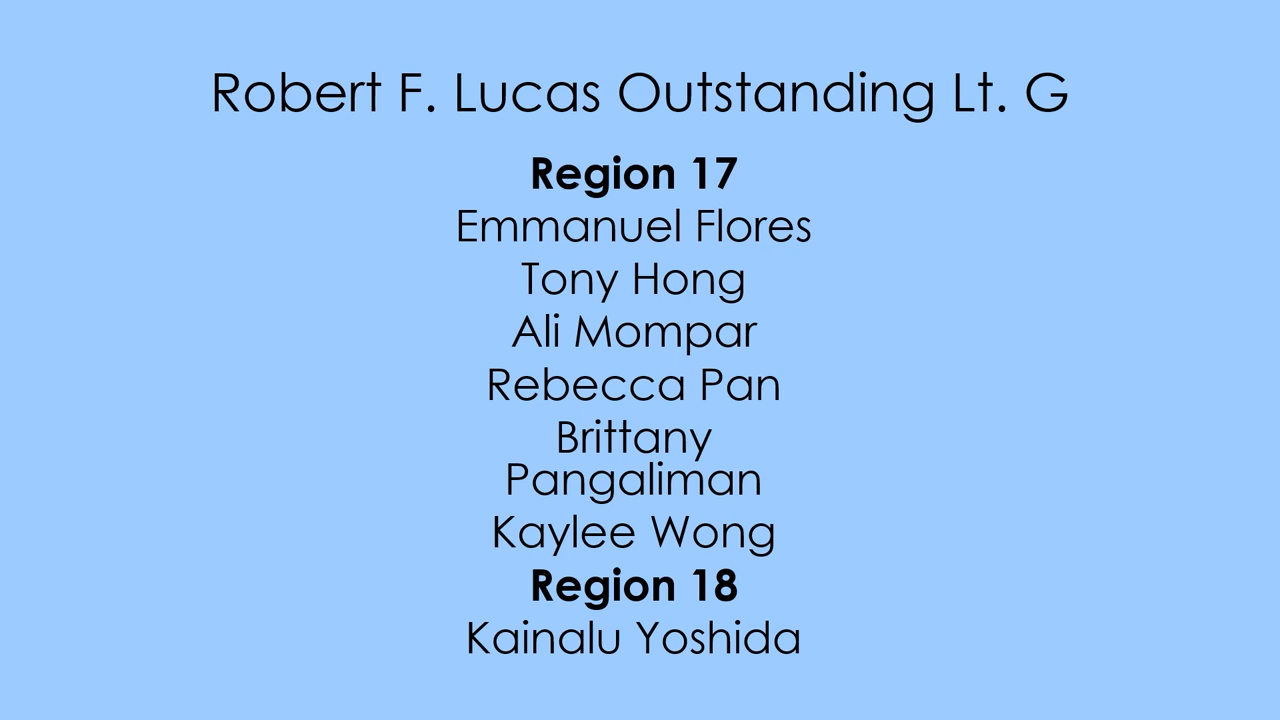 Robert F. Lucas Outstanding Lt. G
Region 17
Emmanuel Flores
Tony Hong
Ali Mompar
Rebecca Pan
Brittany
Pangaliman
Kaylee Wong
Region 18
Kainalu Yoshida